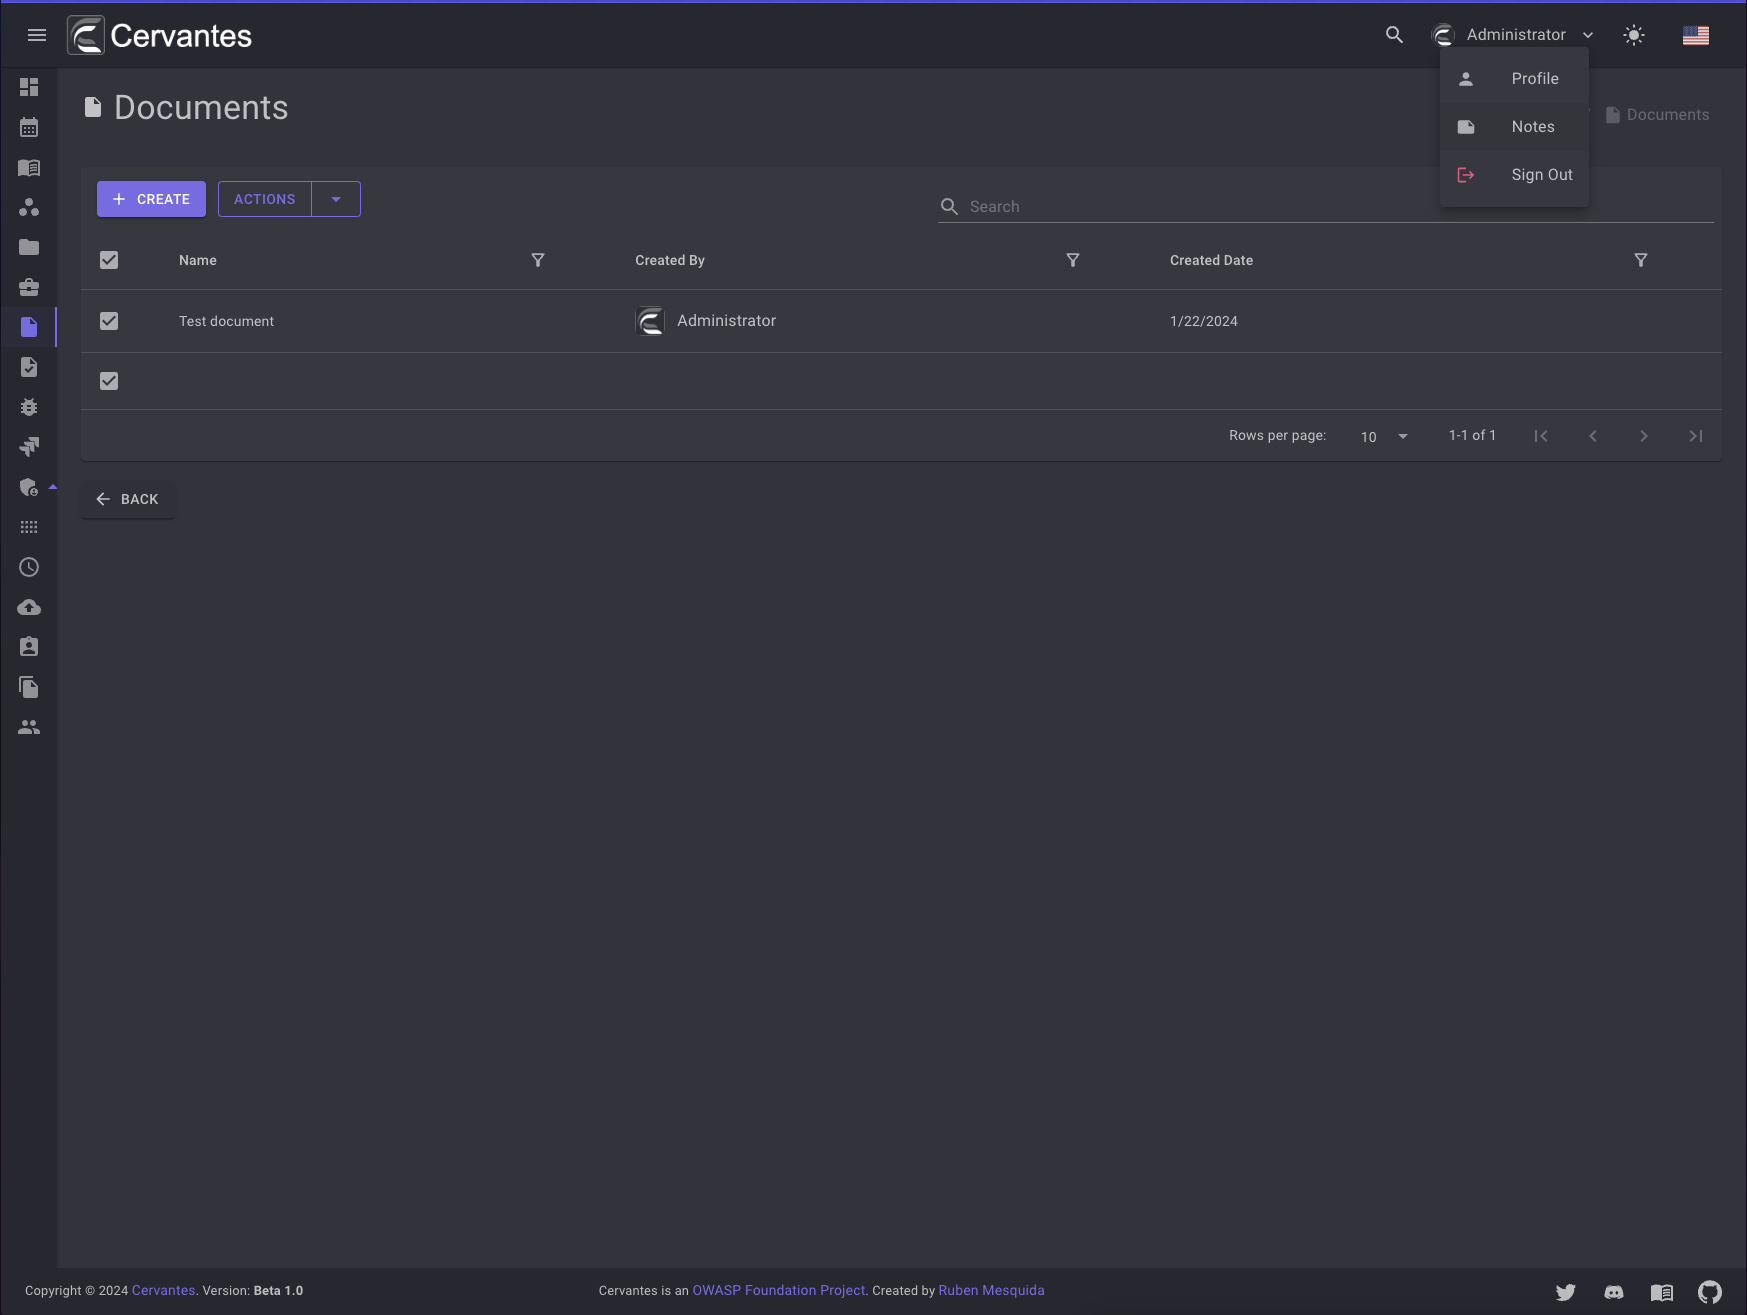 Cervantes
Administrator
Profile
Notes
Sign Out
Documents
Documents
CREATE
ACTIONS
Search
Name
Created By
Created Date
Test document
Administrator
1/22/2024
Rows per page:
10
1-1 of 1
BACK
Copyright © 2024 Cervantes. Version: Beta 1.0
Cervantes is an OWASP Foundation Project. Created by Ruben Mesquida